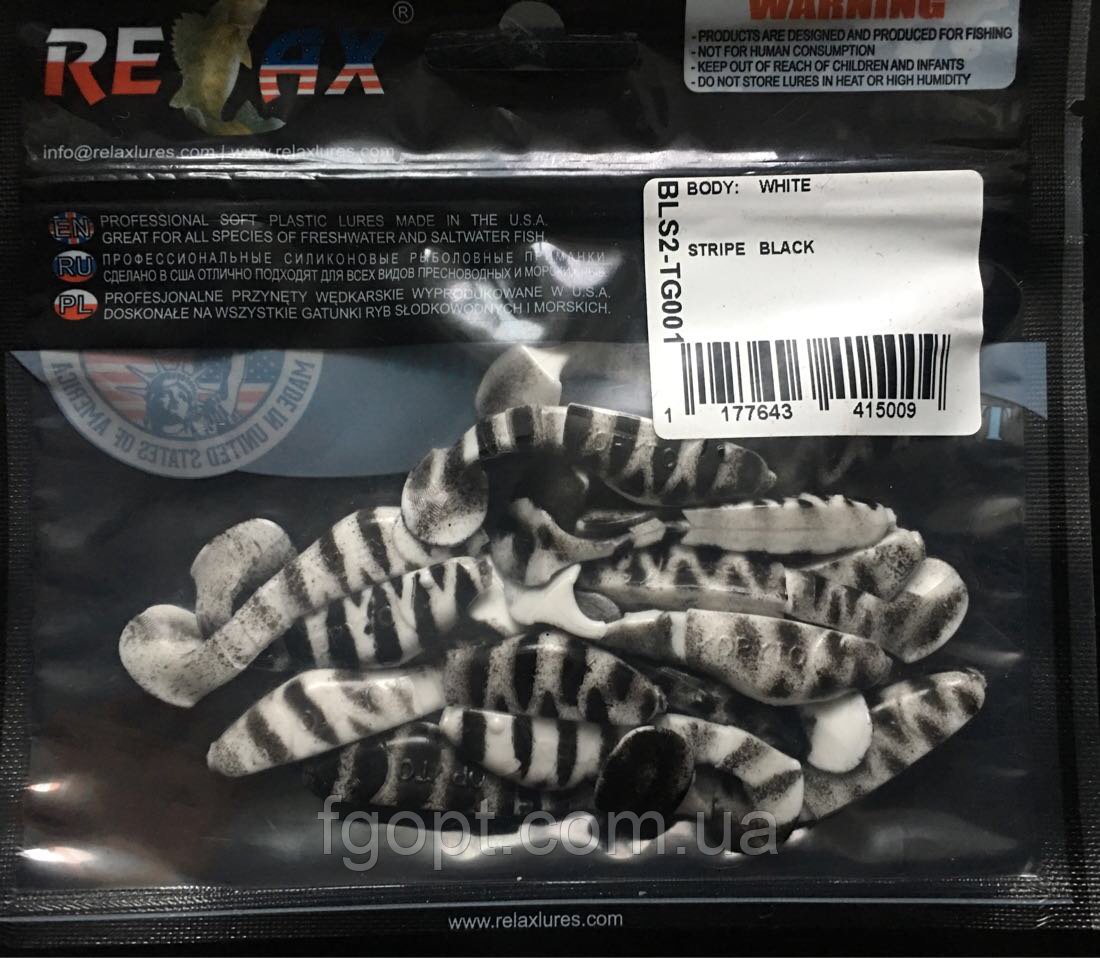 RELAX ®
info@relaxlures.com | www.relaxlures.com
WARNING
- PRODUCTS ARE DESIGNED AND PRODUCED FOR FISHING
- NOT FOR HUMAN CONSUMPTION
- KEEP OUT OF REACH OF CHILDREN AND INFANTS
- DO NOT STORE LURES IN HEAT OR HIGH HUMIDITY
EN PROFESSIONAL SOFT PLASTIC LURES MADE IN THE U.S.A.
GREAT FOR ALL SPECIES OF FRESHWATER AND SALTWATER FISH.
RU ПРОФЕССИОНАЛЬНЫЕ СИЛИКОНОВЫЕ РЫБОЛОВНЫЕ ПРИМАНКИ.
СДЕЛАНО В США ОТЛИЧНО ПОДХОДЯТ ДЛЯ ВСЕХ ВИДОВ ПРЕСНОВОДНЫХ И МОРСКИХ РЫБ.
PL PROFESJONALNE PRZYNĘTY WĘDKARSKIE WYPRODUKOWANE W U.S.A.
DOSKONAŁE NA WSZYSTKIE GATUNKI RYB SŁODKOWODNYCH I MORSKICH.
BLS2-TG001
BODY: WHITE
STRIPE BLACK
1 177643 415009
MADE IN UNITED STATES OF AMERICA
fgopt.com.ua
www.relaxlures.com